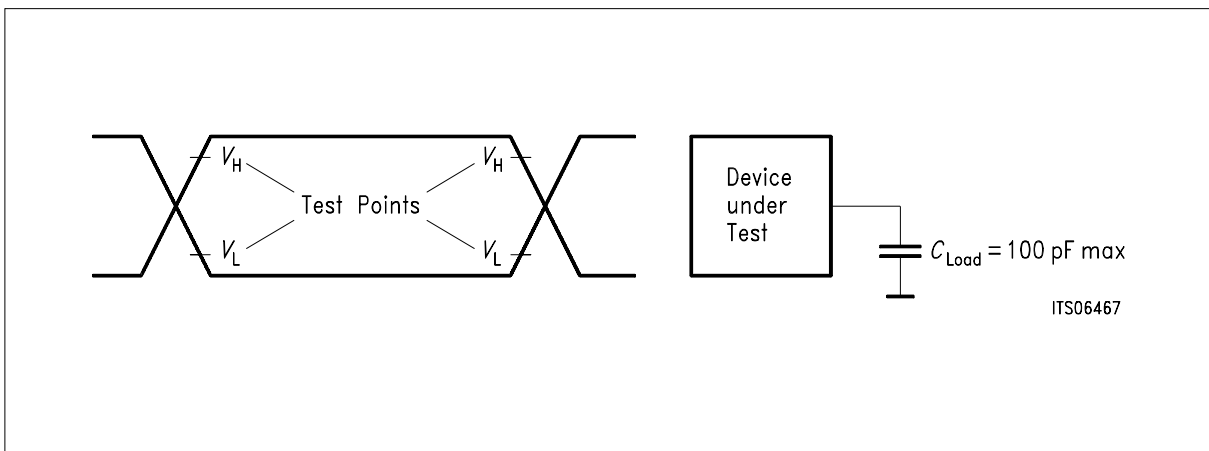 V_H V_H
Test Points
V_L V_L
Device
under
Test
C_Load = 100 pF max
ITS06467